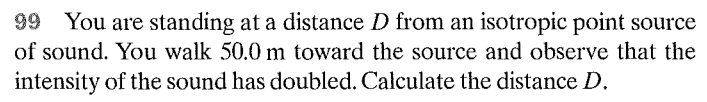 99 You are standing at a distance D from an isotropic point source
of sound. You walk 50.0 m toward the source and observe that the
intensity of the sound has doubled. Calculate the distance D.